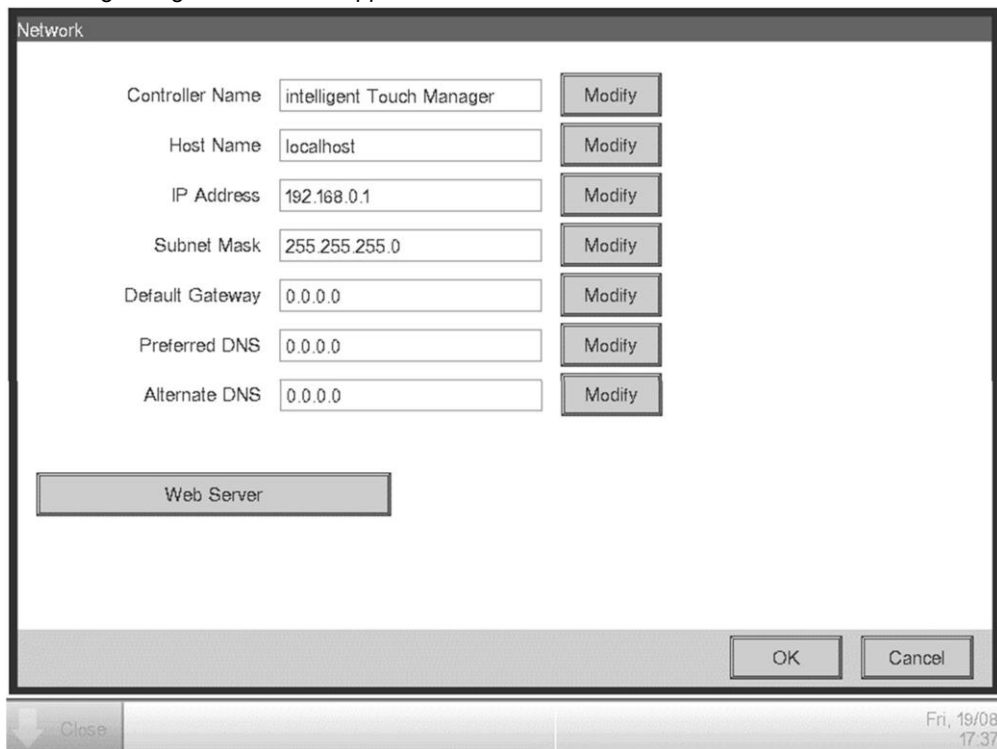 Network
Controller Name intelligent Touch Manager Modify
Host Name localhost Modify
IP Address 192.168.0.1 Modify
Subnet Mask 255.255.255.0 Modify
Default Gateway 0.0.0.0 Modify
Preferred DNS 0.0.0.0 Modify
Alternate DNS 0.0.0.0 Modify
Web Server
OK Cancel
Close Fri, 19/08
17:37